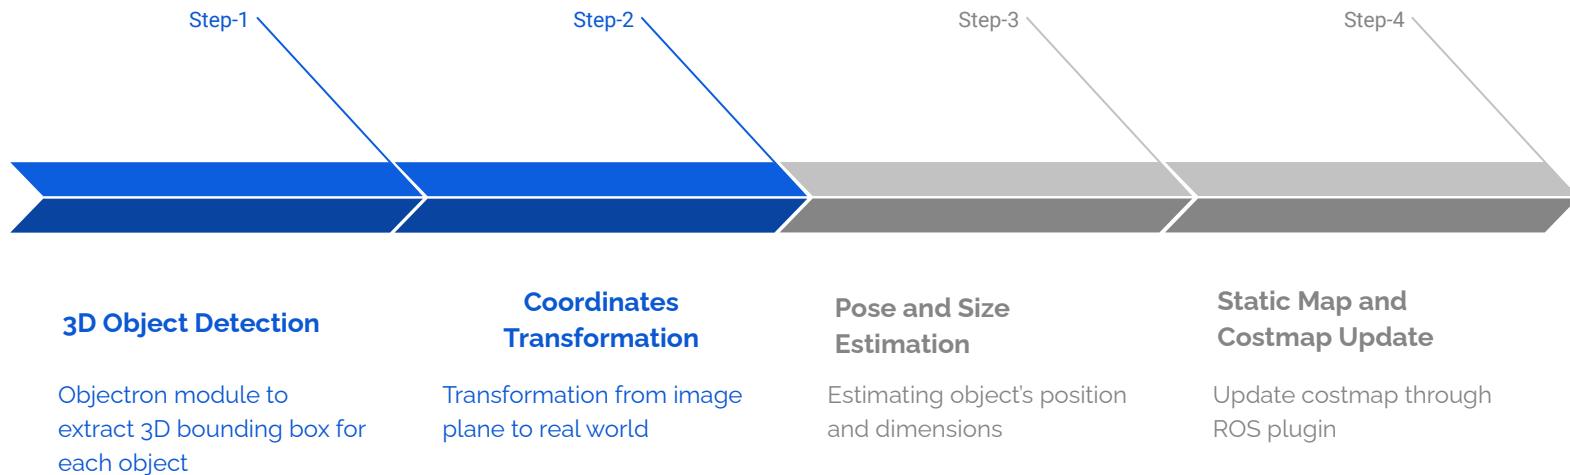 Step-1
Step-2
Step-3
Step-4
3D Object Detection
Objectron module to
extract 3D bounding box for
each object
Coordinates
Transformation
Transformation from image
plane to real world
Pose and Size
Estimation
Estimating object's position
and dimensions
Static Map and
Costmap Update
Update costmap through
ROS plugin